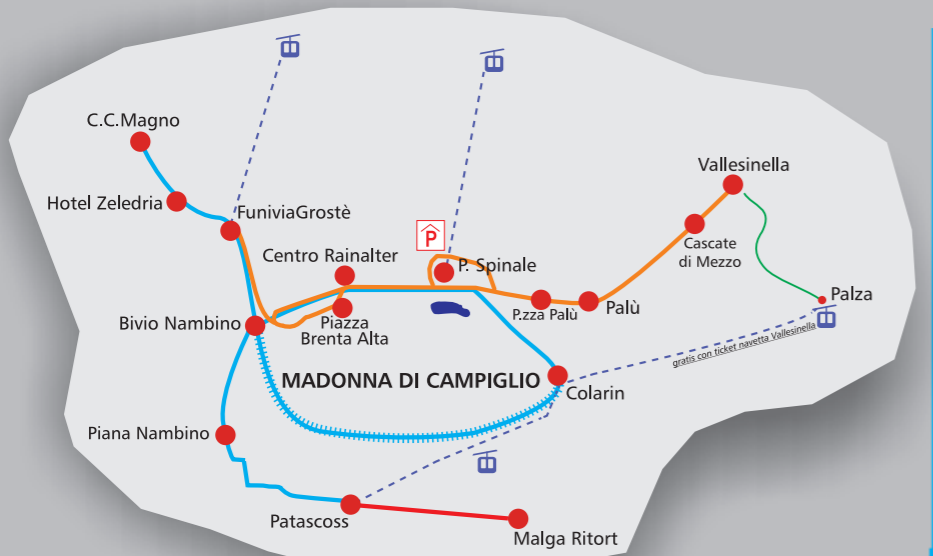 C.C.Magno
Vallesinella
Hotel Zeledria
FuniviaGrostè
P
Cascate
di Mezzo
Centro Rainalter
P. Spinale
Palza
Bivio Nambino
Piazza
Brenta Alta
P.zza Palù
Palù
gratis con ticket navetta Vallesinella
MADONNA DI CAMPIGLIO
Colarin
Piana Nambino
Patascoss
Malga Ritort